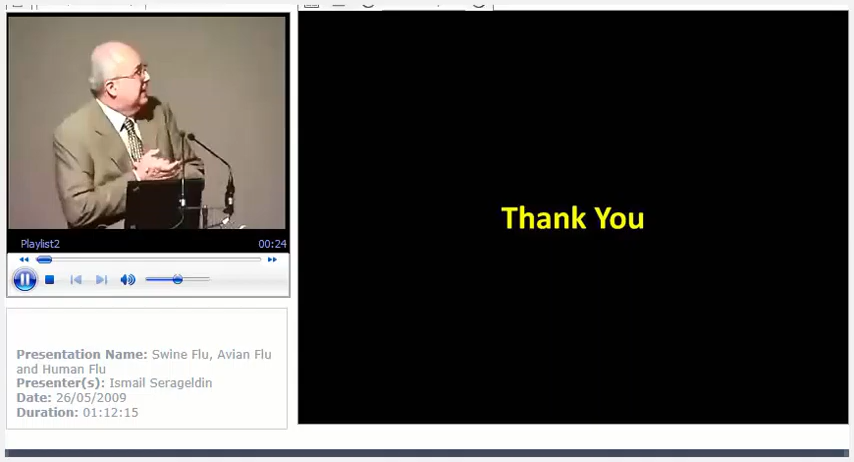 Playlist2 00:24
Presentation Name: Swine Flu, Avian Flu
and Human Flu
Presenter(s): Ismail Serageldin
Date: 26/05/2009
Duration: 01:12:15
Thank You